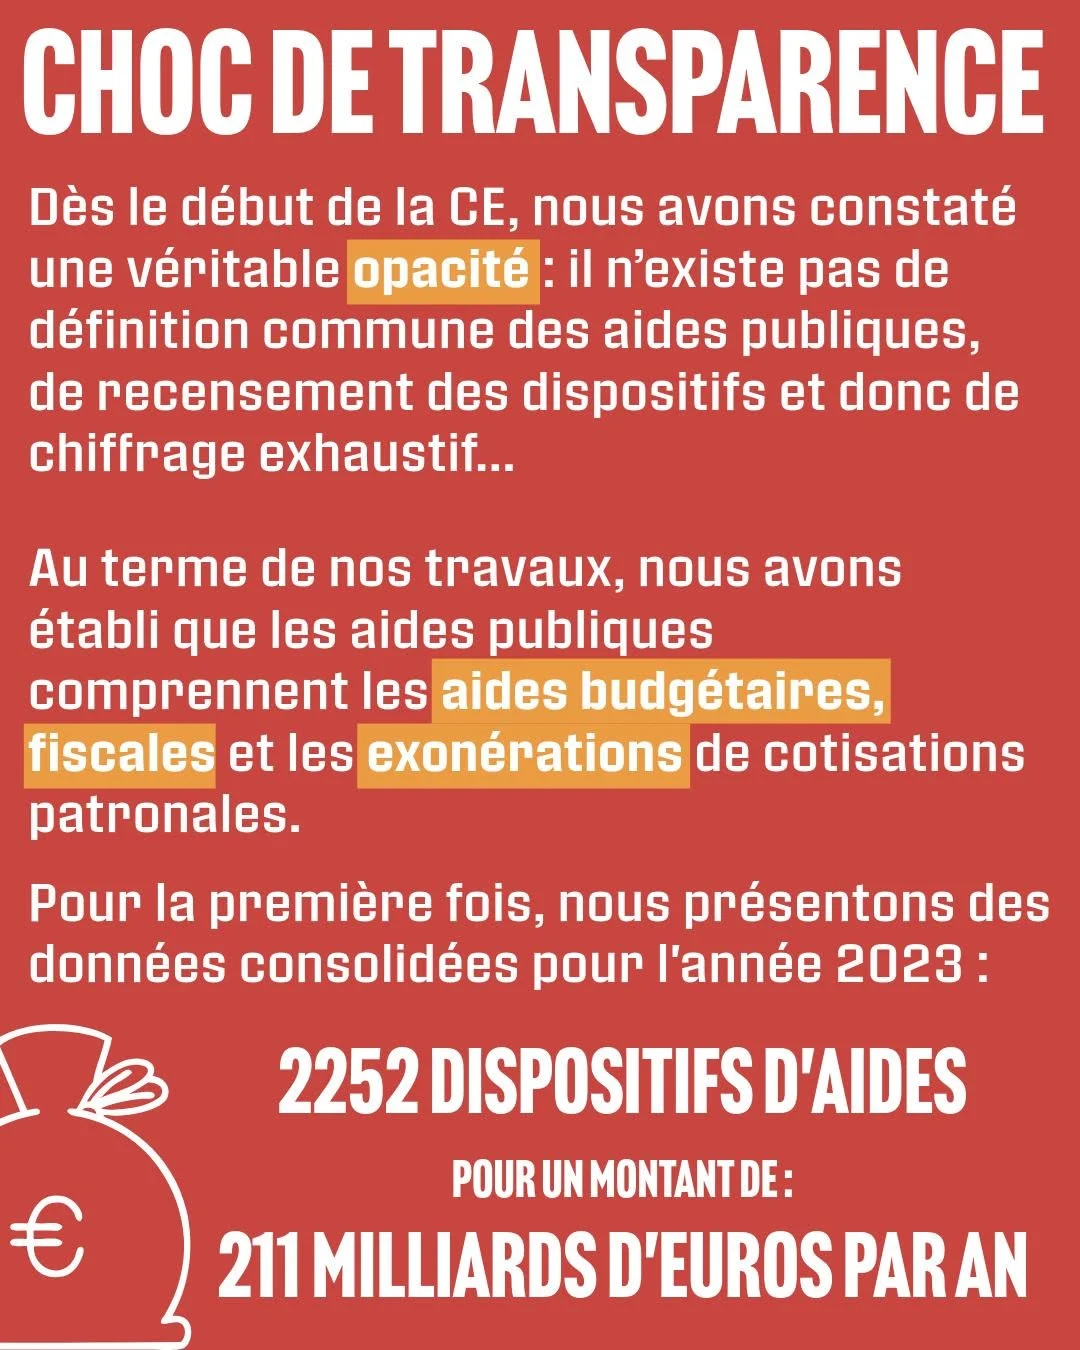 CHOC DE TRANSPARENCE
Dès le début de la CE, nous avons constaté
une véritable opacité : il n’existe pas de
définition commune des aides publiques,
de recensement des dispositifs et donc de
chiffrage exhaustif...
Au terme de nos travaux, nous avons
établi que les aides publiques
comprennent les aides budgétaires,
fiscales et les exonérations de cotisations
patronales.
Pour la première fois, nous présentons des
données consolidées pour l'année 2023 :
2252 DISPOSITIFS D'AIDES
POUR UN MONTANT DE :
€
211 MILLIARDS D'EUROS PAR AN